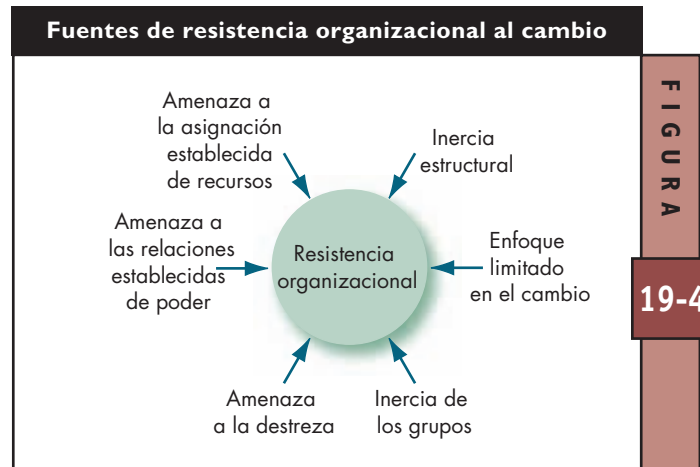 Fuentes de resistencia organizacional al cambio
Amenaza a
la asignación
establecida
de recursos
Inercia
estructural
Amenaza a
las relaciones
establecidas
de poder
Resistencia
organizacional
Enfoque
limitado
en el cambio
Amenaza
a la destreza
Inercia de
los grupos
FIGURA
19-4